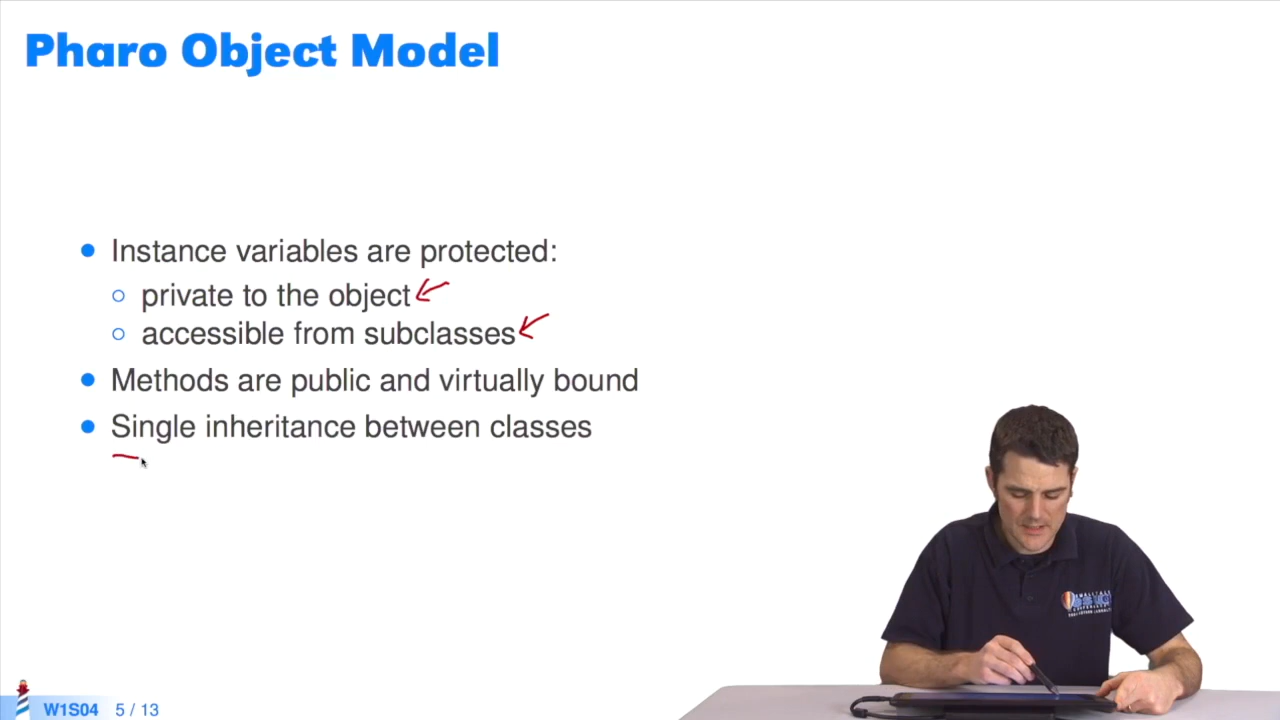 Pharo Object Model
Instance variables are protected:
private to the object
accessible from subclasses
Methods are public and virtually bound
Single inheritance between classes
W1S04 5 / 13